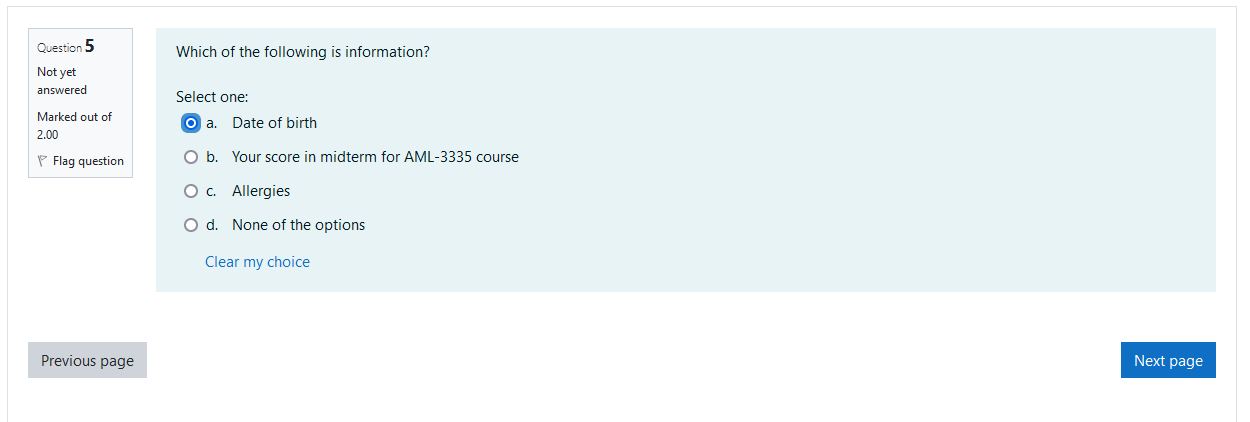 Question 5
Not yet
answered
Marked out of
2.00
Flag question
Which of the following is information?
Select one:
a. Date of birth
b. Your score in midterm for AML-3335 course
c. Allergies
d. None of the options
Clear my choice
Previous page
Next page